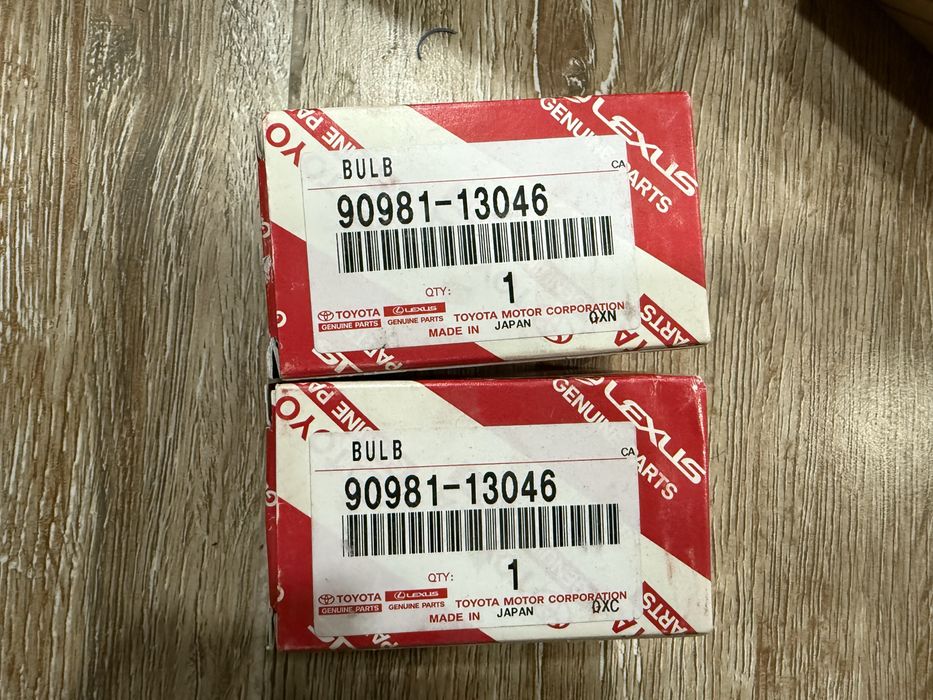 LEXUS
GENUINE PARTS
BULB
CA
90981-13046
QTY: 1
TOYOTA LEXUS TOYOTA MOTOR CORPORATION
GENUINE PARTS GENUINE PARTS MADE IN JAPAN QXN
PARTS
LEXUS
GENUINE PARTS
BULB
CA
90981-13046
QTY: 1
TOYOTA LEXUS TOYOTA MOTOR CORPORATION
GENUINE PARTS GENUINE PARTS MADE IN JAPAN QXC
PARTS